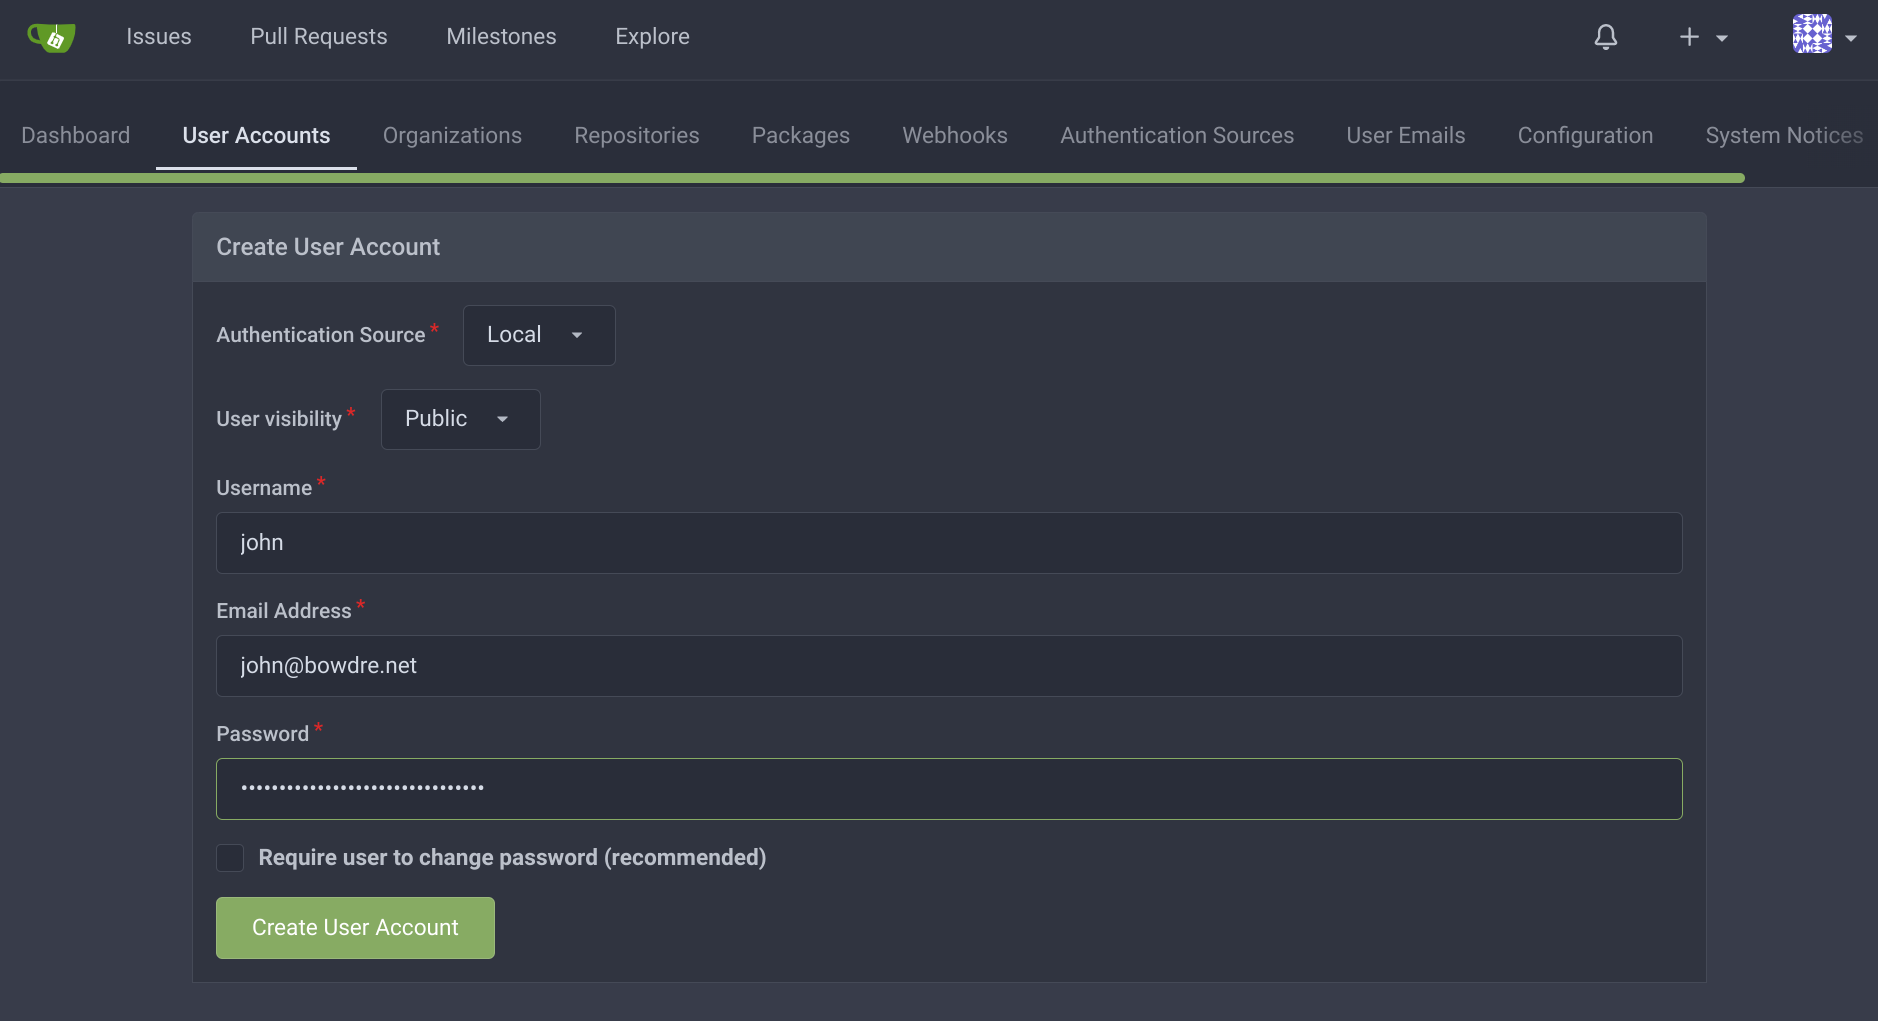 Issues Pull Requests Milestones Explore
Dashboard User Accounts Organizations Repositories Packages Webhooks Authentication Sources User Emails Configuration System Notices
Create User Account
Authentication Source * Local
User visibility * Public
Username *
john
Email Address *
john@bowdre.net
Password *
••••••••••••••••••••••••••••••••
Require user to change password (recommended)
Create User Account